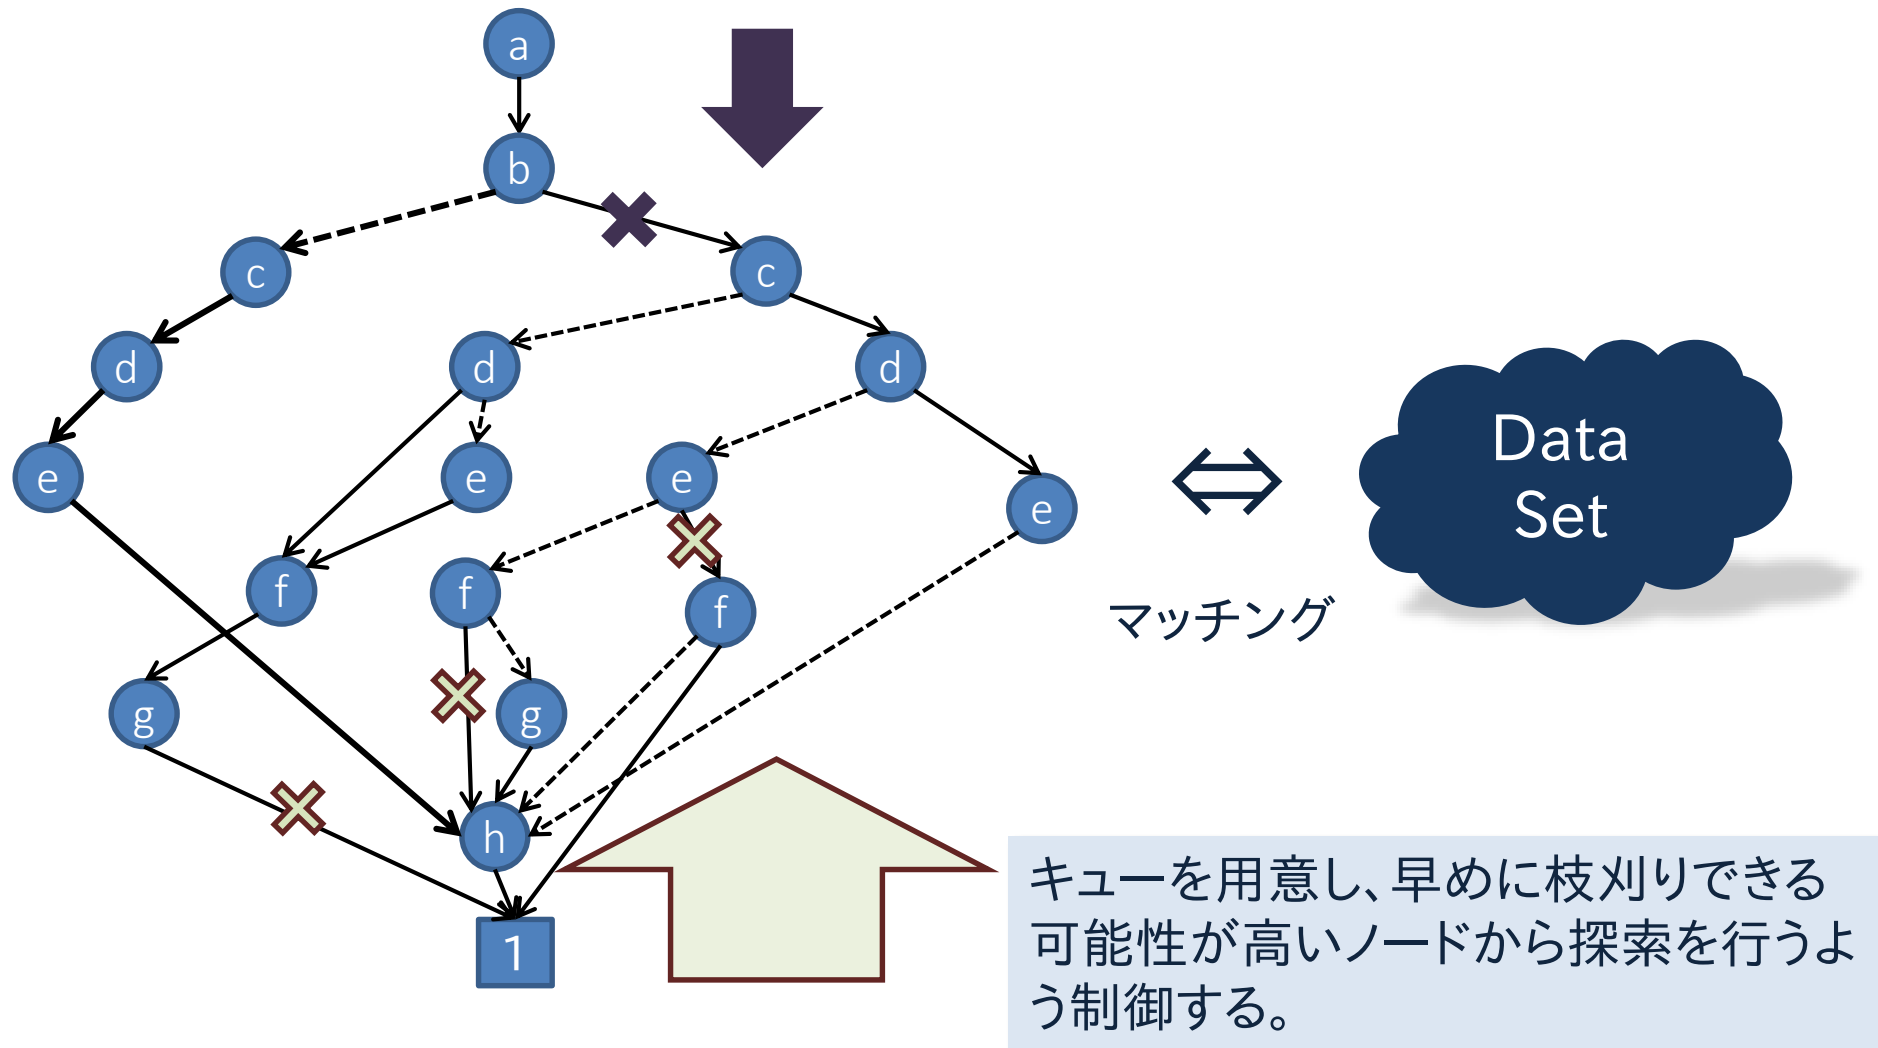 a
b
c
c
d
d
d
e
e
e
e
f
f
f
g
g
h
1
Data
Set
マッチング
キューを用意し、早めに枝刈りできる
可能性が高いノードから探索を行うよ
う制御する。